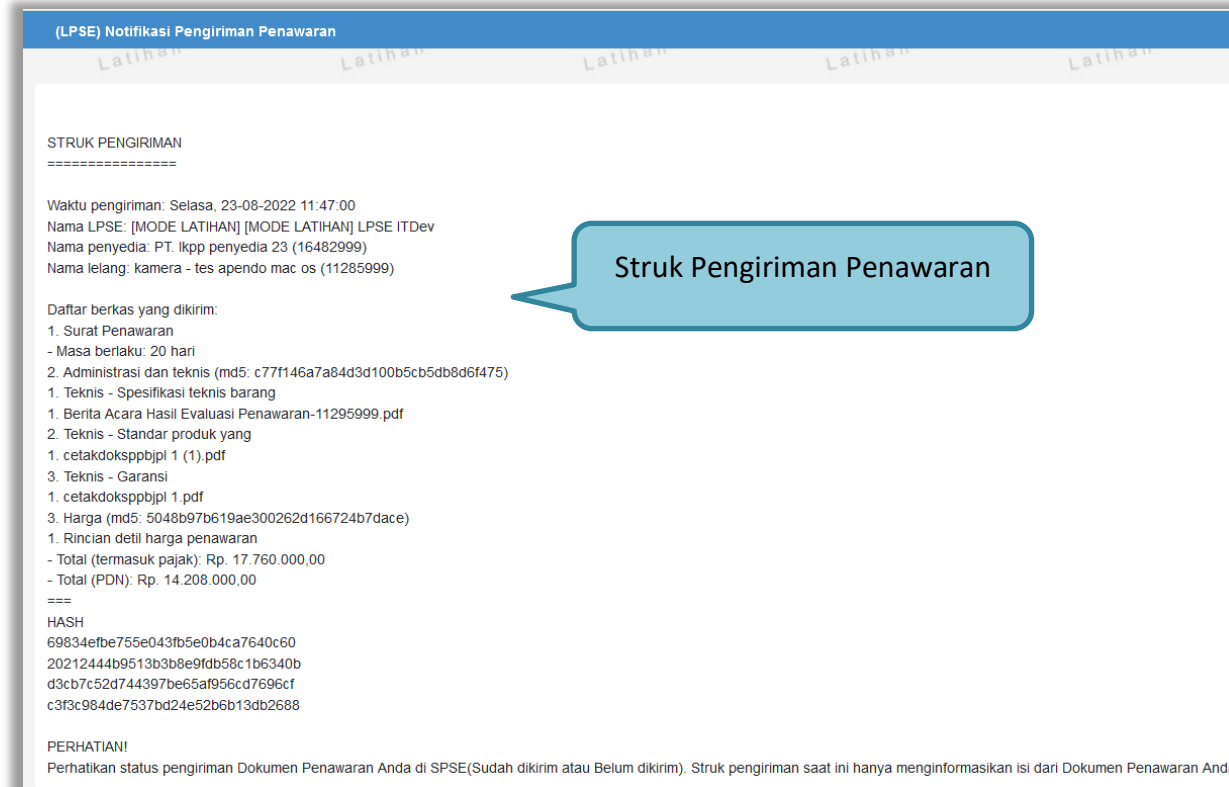 (LPSE) Notifikasi Pengiriman Penawaran
Latihan Latihan Latihan Latihan Latihan
STRUK PENGIRIMAN
================
Waktu pengiriman: Selasa, 23-08-2022 11:47:00
Nama LPSE: [MODE LATIHAN] [MODE LATIHAN] LPSE ITDev
Nama penyedia: PT. lkpp penyedia 23 (16482999)
Nama lelang: kamera - tes apendo mac os (11285999)
Struk Pengiriman Penawaran
Daftar berkas yang dikirim:
1. Surat Penawaran
- Masa berlaku: 20 hari
2. Administrasi dan teknis (md5: c77f146a7a84d3d100b5cb5db8d6f475)
1. Teknis - Spesifikasi teknis barang
1. Berita Acara Hasil Evaluasi Penawaran-11295999.pdf
2. Teknis - Standar produk yang
1. cetakdoksppbjpl 1 (1).pdf
3. Teknis - Garansi
1. cetakdoksppbjpl 1.pdf
3. Harga (md5: 5048b97b619ae300262d166724b7dace)
1. Rincian detil harga penawaran
- Total (termasuk pajak): Rp. 17.760.000,00
- Total (PDN): Rp. 14.208.000,00
===
HASH
69834efbe755e043fb5e0b4ca7640c60
20212444b9513b3b8e9fdb58c1b6340b
d3cb7c52d744397be65af956cd7696cf
c3f3c984de7537bd24e52b6b13db2688
PERHATIAN!
Perhatikan status pengiriman Dokumen Penawaran Anda di SPSE(Sudah dikirim atau Belum dikirim). Struk pengiriman saat ini hanya menginformasikan isi dari Dokumen Penawaran Anda